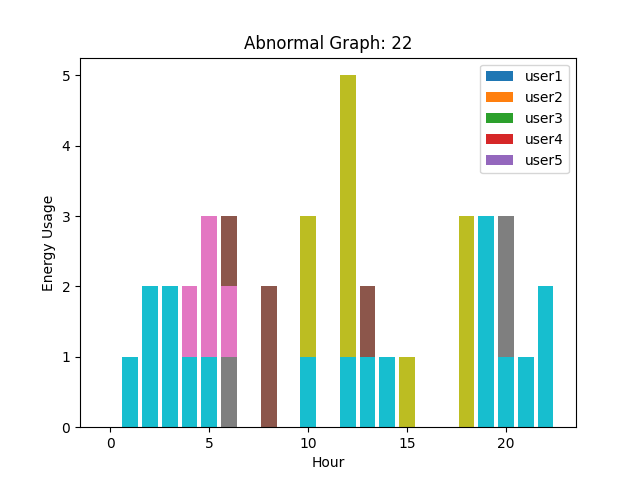 Abnormal Graph: 22
5
4
3
2
1
0
Energy Usage
user1
user2
user3
user4
user5
0 5 10 15 20
Hour